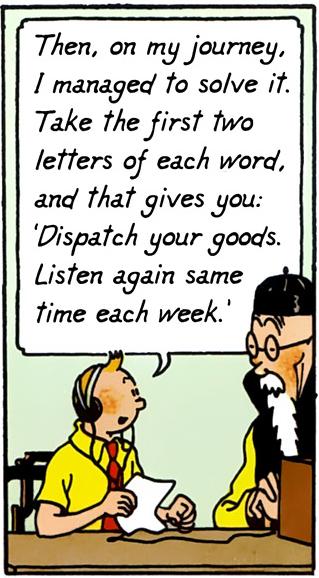 Then, on my journey,
I managed to solve it.
Take the first two
letters of each word,
and that gives you:
'Dispatch your goods.
Listen again same
time each week.'